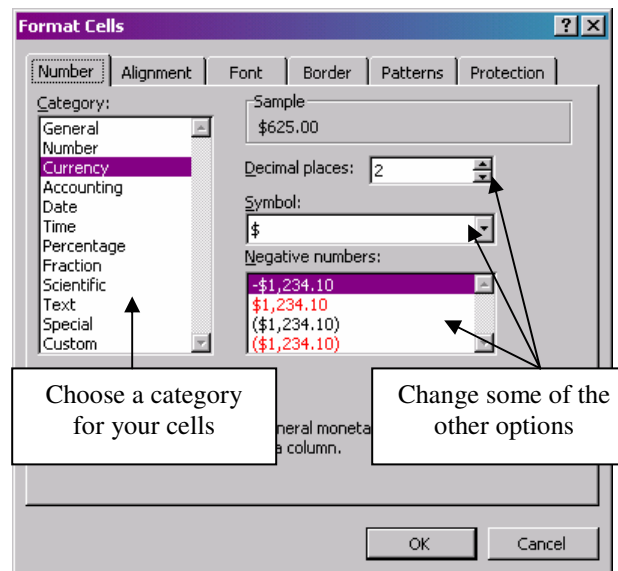 Format Cells
Number Alignment Font Border Patterns Protection
Category:
General
Number
Currency
Accounting
Date
Time
Percentage
Fraction
Scientific
Text
Special
Custom
Sample
$625.00
Decimal places: 2
Symbol:
$
Negative numbers:
-$1,234.10
$1,234.10
($1,234.10)
($1,234.10)
Choose a category
for your cells
Change some of the
other options
column.
OK Cancel